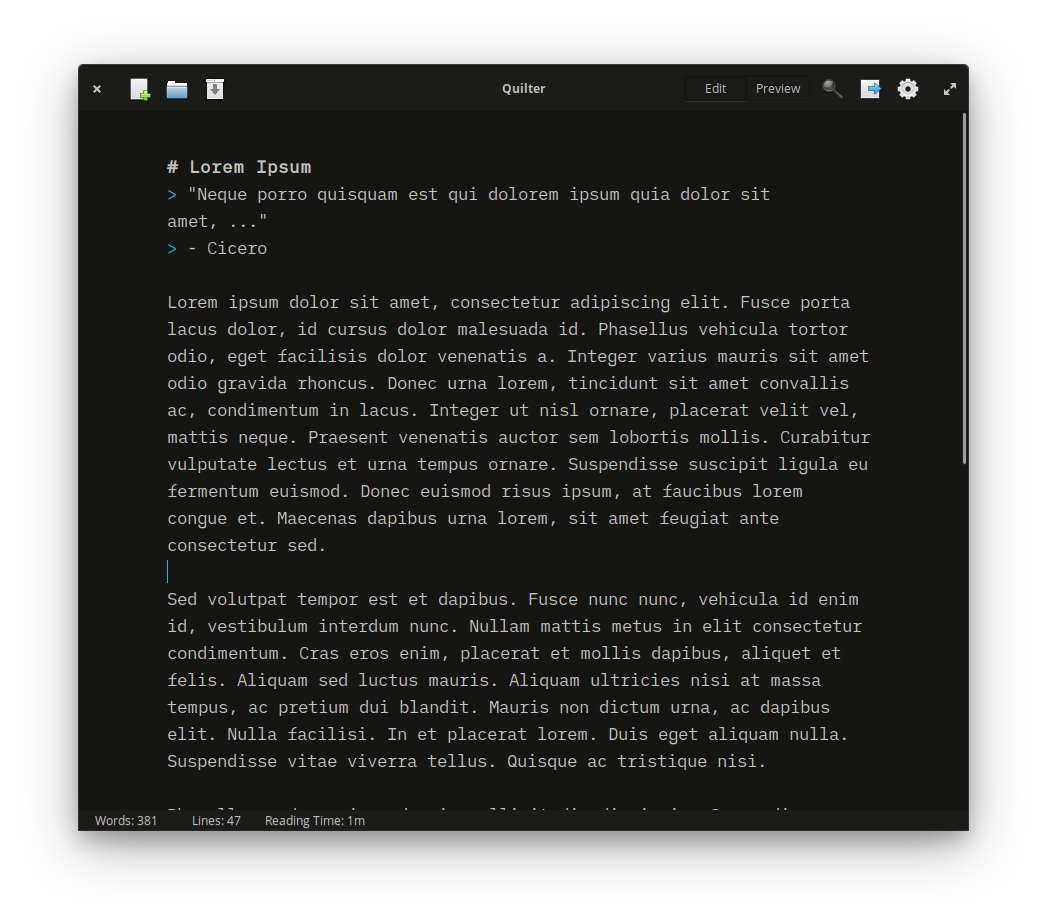 Quilter
Edit
Preview
# Lorem Ipsum
> "Neque porro quisquam est qui dolorem ipsum quia dolor sit
amet, ..."
> - Cicero
Lorem ipsum dolor sit amet, consectetur adipiscing elit. Fusce porta
lacus dolor, id cursus dolor malesuada id. Phasellus vehicula tortor
odio, eget facilisis dolor venenatis a. Integer varius mauris sit amet
odio gravida rhoncus. Donec urna lorem, tincidunt sit amet convallis
ac, condimentum in lacus. Integer ut nisl ornare, placerat velit vel,
mattis neque. Praesent venenatis auctor sem lobortis mollis. Curabitur
vulputate lectus et urna tempus ornare. Suspendisse suscipit ligula eu
fermentum euismod. Donec euismod risus ipsum, at faucibus lorem
congue et. Maecenas dapibus urna lorem, sit amet feugiat ante
consectetur sed.
Sed volutpat tempor est et dapibus. Fusce nunc nunc, vehicula id enim
id, vestibulum interdum nunc. Nullam mattis metus in elit consectetur
condimentum. Cras eros enim, placerat et mollis dapibus, aliquet et
felis. Aliquam sed luctus mauris. Aliquam ultricies nisi at massa
tempus, ac pretium dui blandit. Mauris non dictum urna, ac dapibus
elit. Nulla facilisi. In et placerat lorem. Duis eget aliquam nulla.
Suspendisse vitae viverra tellus. Quisque ac tristique nisi.
Words: 381
Lines: 47
Reading Time: 1m